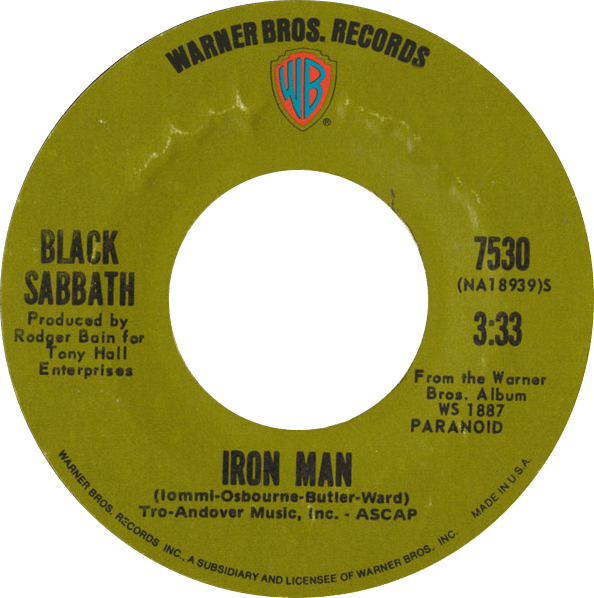 WARNER BROS. RECORDS
WB
®
BLACK
SABBATH
Produced by
Rodger Bain for
Tony Hall
Enterprises
7530
(NA18939)S
3:33
From the Warner
Bros. Album
WS 1887
PARANOID
IRON MAN
(Iommi-Osbourne-Butler-Ward)
Tro-Andover Music, Inc. - ASCAP
WARNER BROS. RECORDS INC., A SUBSIDIARY AND LICENSEE OF WARNER BROS. INC.
MADE IN U.S.A.